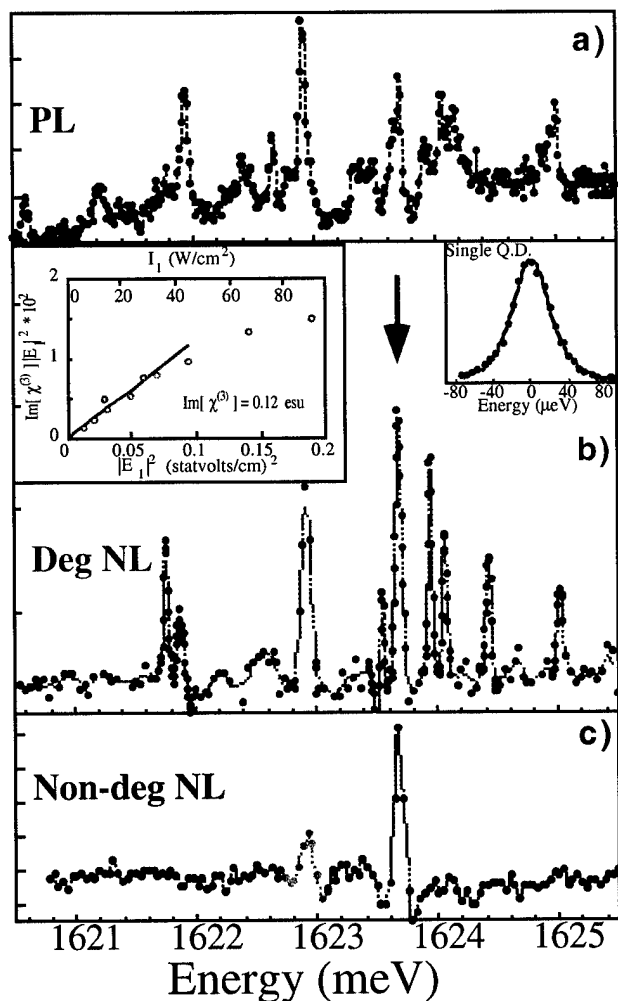 a)
PL
I₁ (W/cm²)
0 20 40 60 80
2
1
0
Im[ χ⁽³⁾ ]|E₁|² * 10²
Im[ χ⁽³⁾ ] = 0.12 esu
0 0.05 0.1 0.15 0.2
|E₁|² (statvolts/cm)²
Single Q.D.
-80 -40 0 40 80
Energy (μeV)
b)
Deg NL
c)
Non-deg NL
1621 1622 1623 1624 1625
Energy (meV)